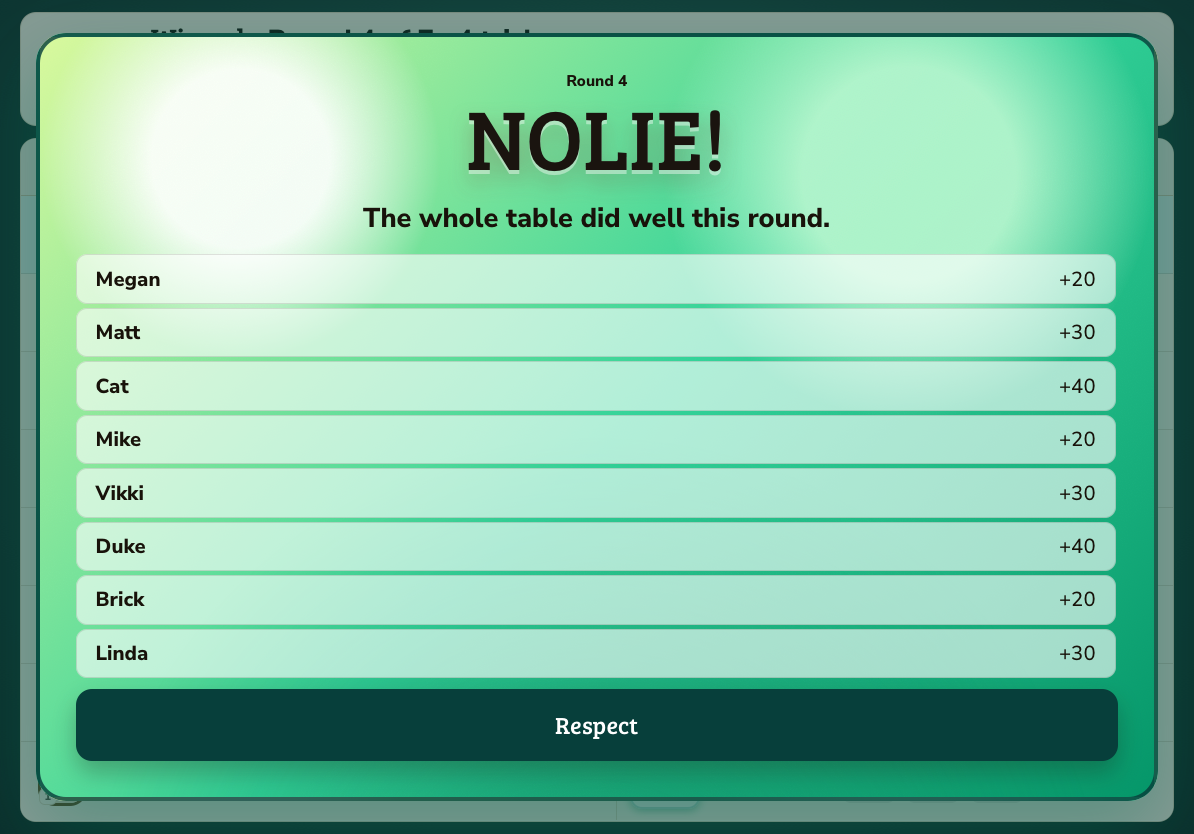 Round 4
NOLIE!
The whole table did well this round.
Megan +20
Matt +30
Cat +40
Mike +20
Vikki +30
Duke +40
Brick +20
Linda +30
Respect